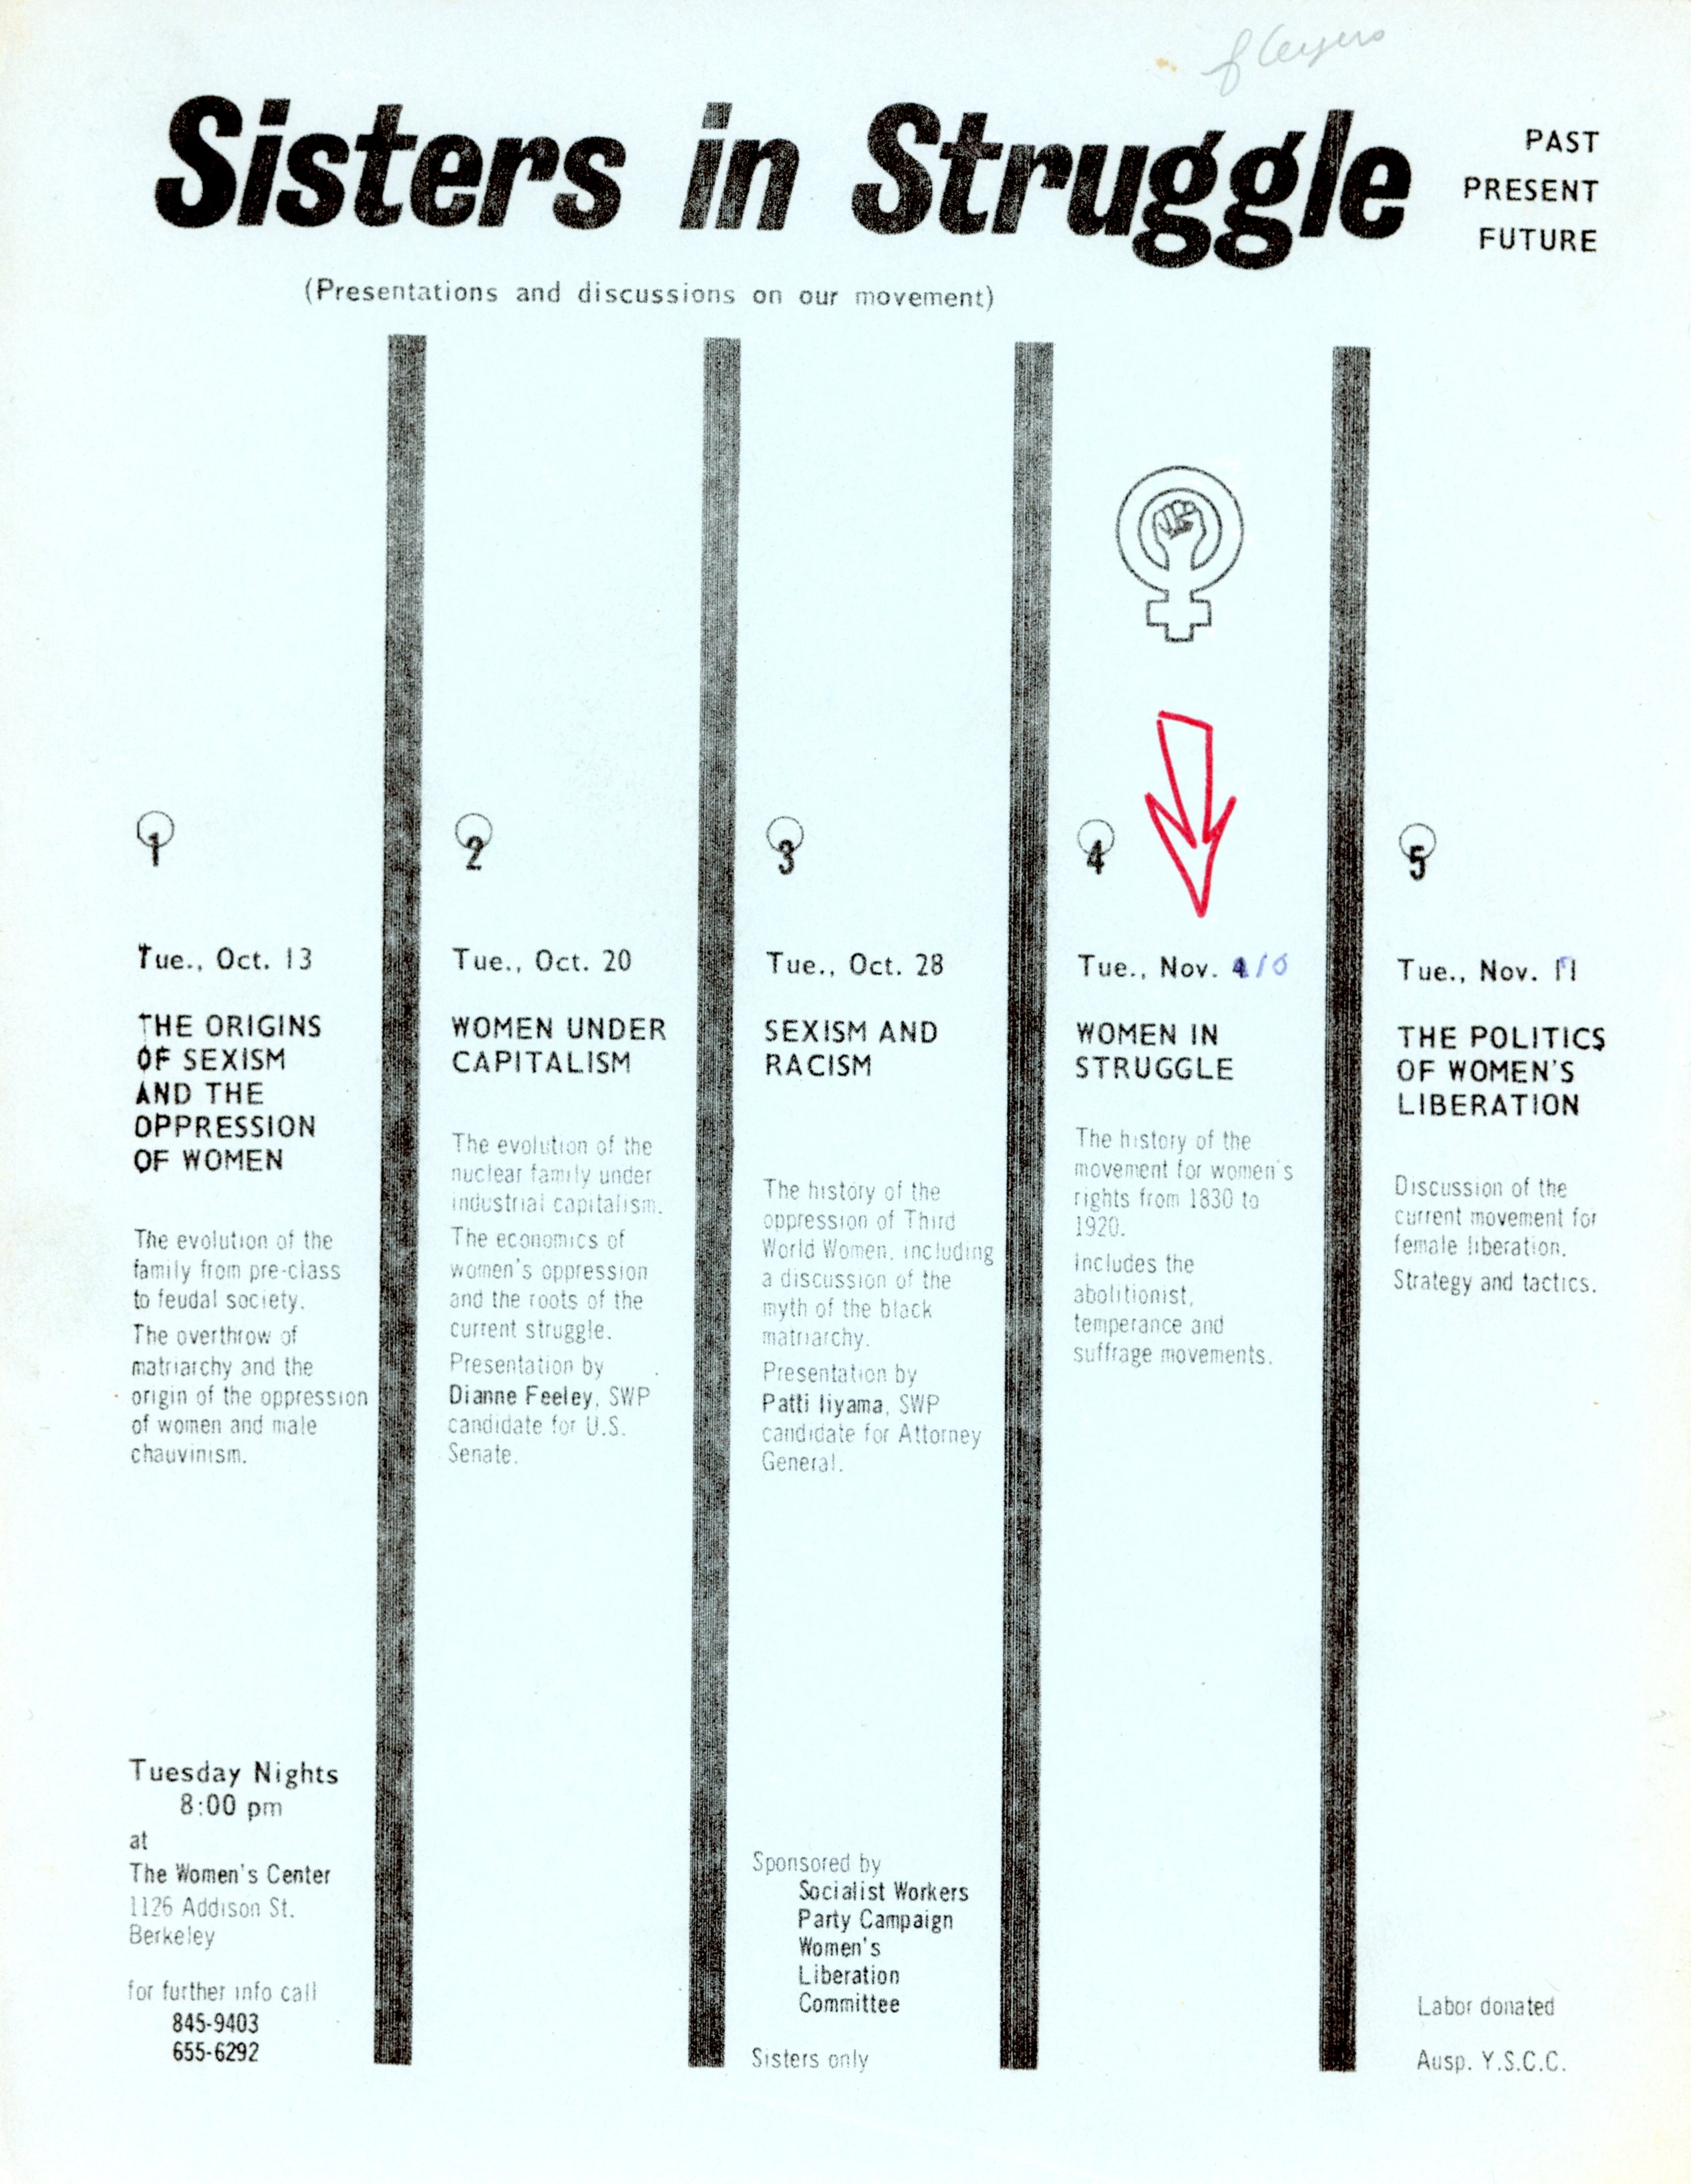 flyers
Sisters in Struggle
PAST
PRESENT
FUTURE
(Presentations and discussions on our movement)
1
Tue., Oct. 13
THE ORIGINS
OF SEXISM
AND THE
OPPRESSION
OF WOMEN
The evolution of the
family from pre-class
to feudal society.
The overthrow of
matriarchy and the
origin of the oppression
of women and male
chauvinism.
Tuesday Nights
8:00 pm
at
The Women's Center
1126 Addison St.
Berkeley
for further info call
845-9403
655-6292
2
Tue., Oct. 20
WOMEN UNDER
CAPITALISM
The evolution of the
nuclear family under
industrial capitalism.
The economics of
women's oppression
and the roots of the
current struggle.
Presentation by
Dianne Feeley, SWP
candidate for U.S.
Senate.
3
Tue., Oct. 28
SEXISM AND
RACISM
The history of the
oppression of Third
World Women, including
a discussion of the
myth of the black
matriarchy.
Presentation by
Patti Iiyama, SWP
candidate for Attorney
General.
Sponsored by
Socialist Workers
Party Campaign
Women's
Liberation
Committee
Sisters only
4
Tue., Nov. 10
WOMEN IN
STRUGGLE
The history of the
movement for women's
rights from 1830 to
1920.
Includes the
abolitionist,
temperance and
suffrage movements.
5
Tue., Nov. 17
THE POLITICS
OF WOMEN'S
LIBERATION
Discussion of the
current movement for
female liberation.
Strategy and tactics.
Labor donated
Ausp. Y.S.C.C.